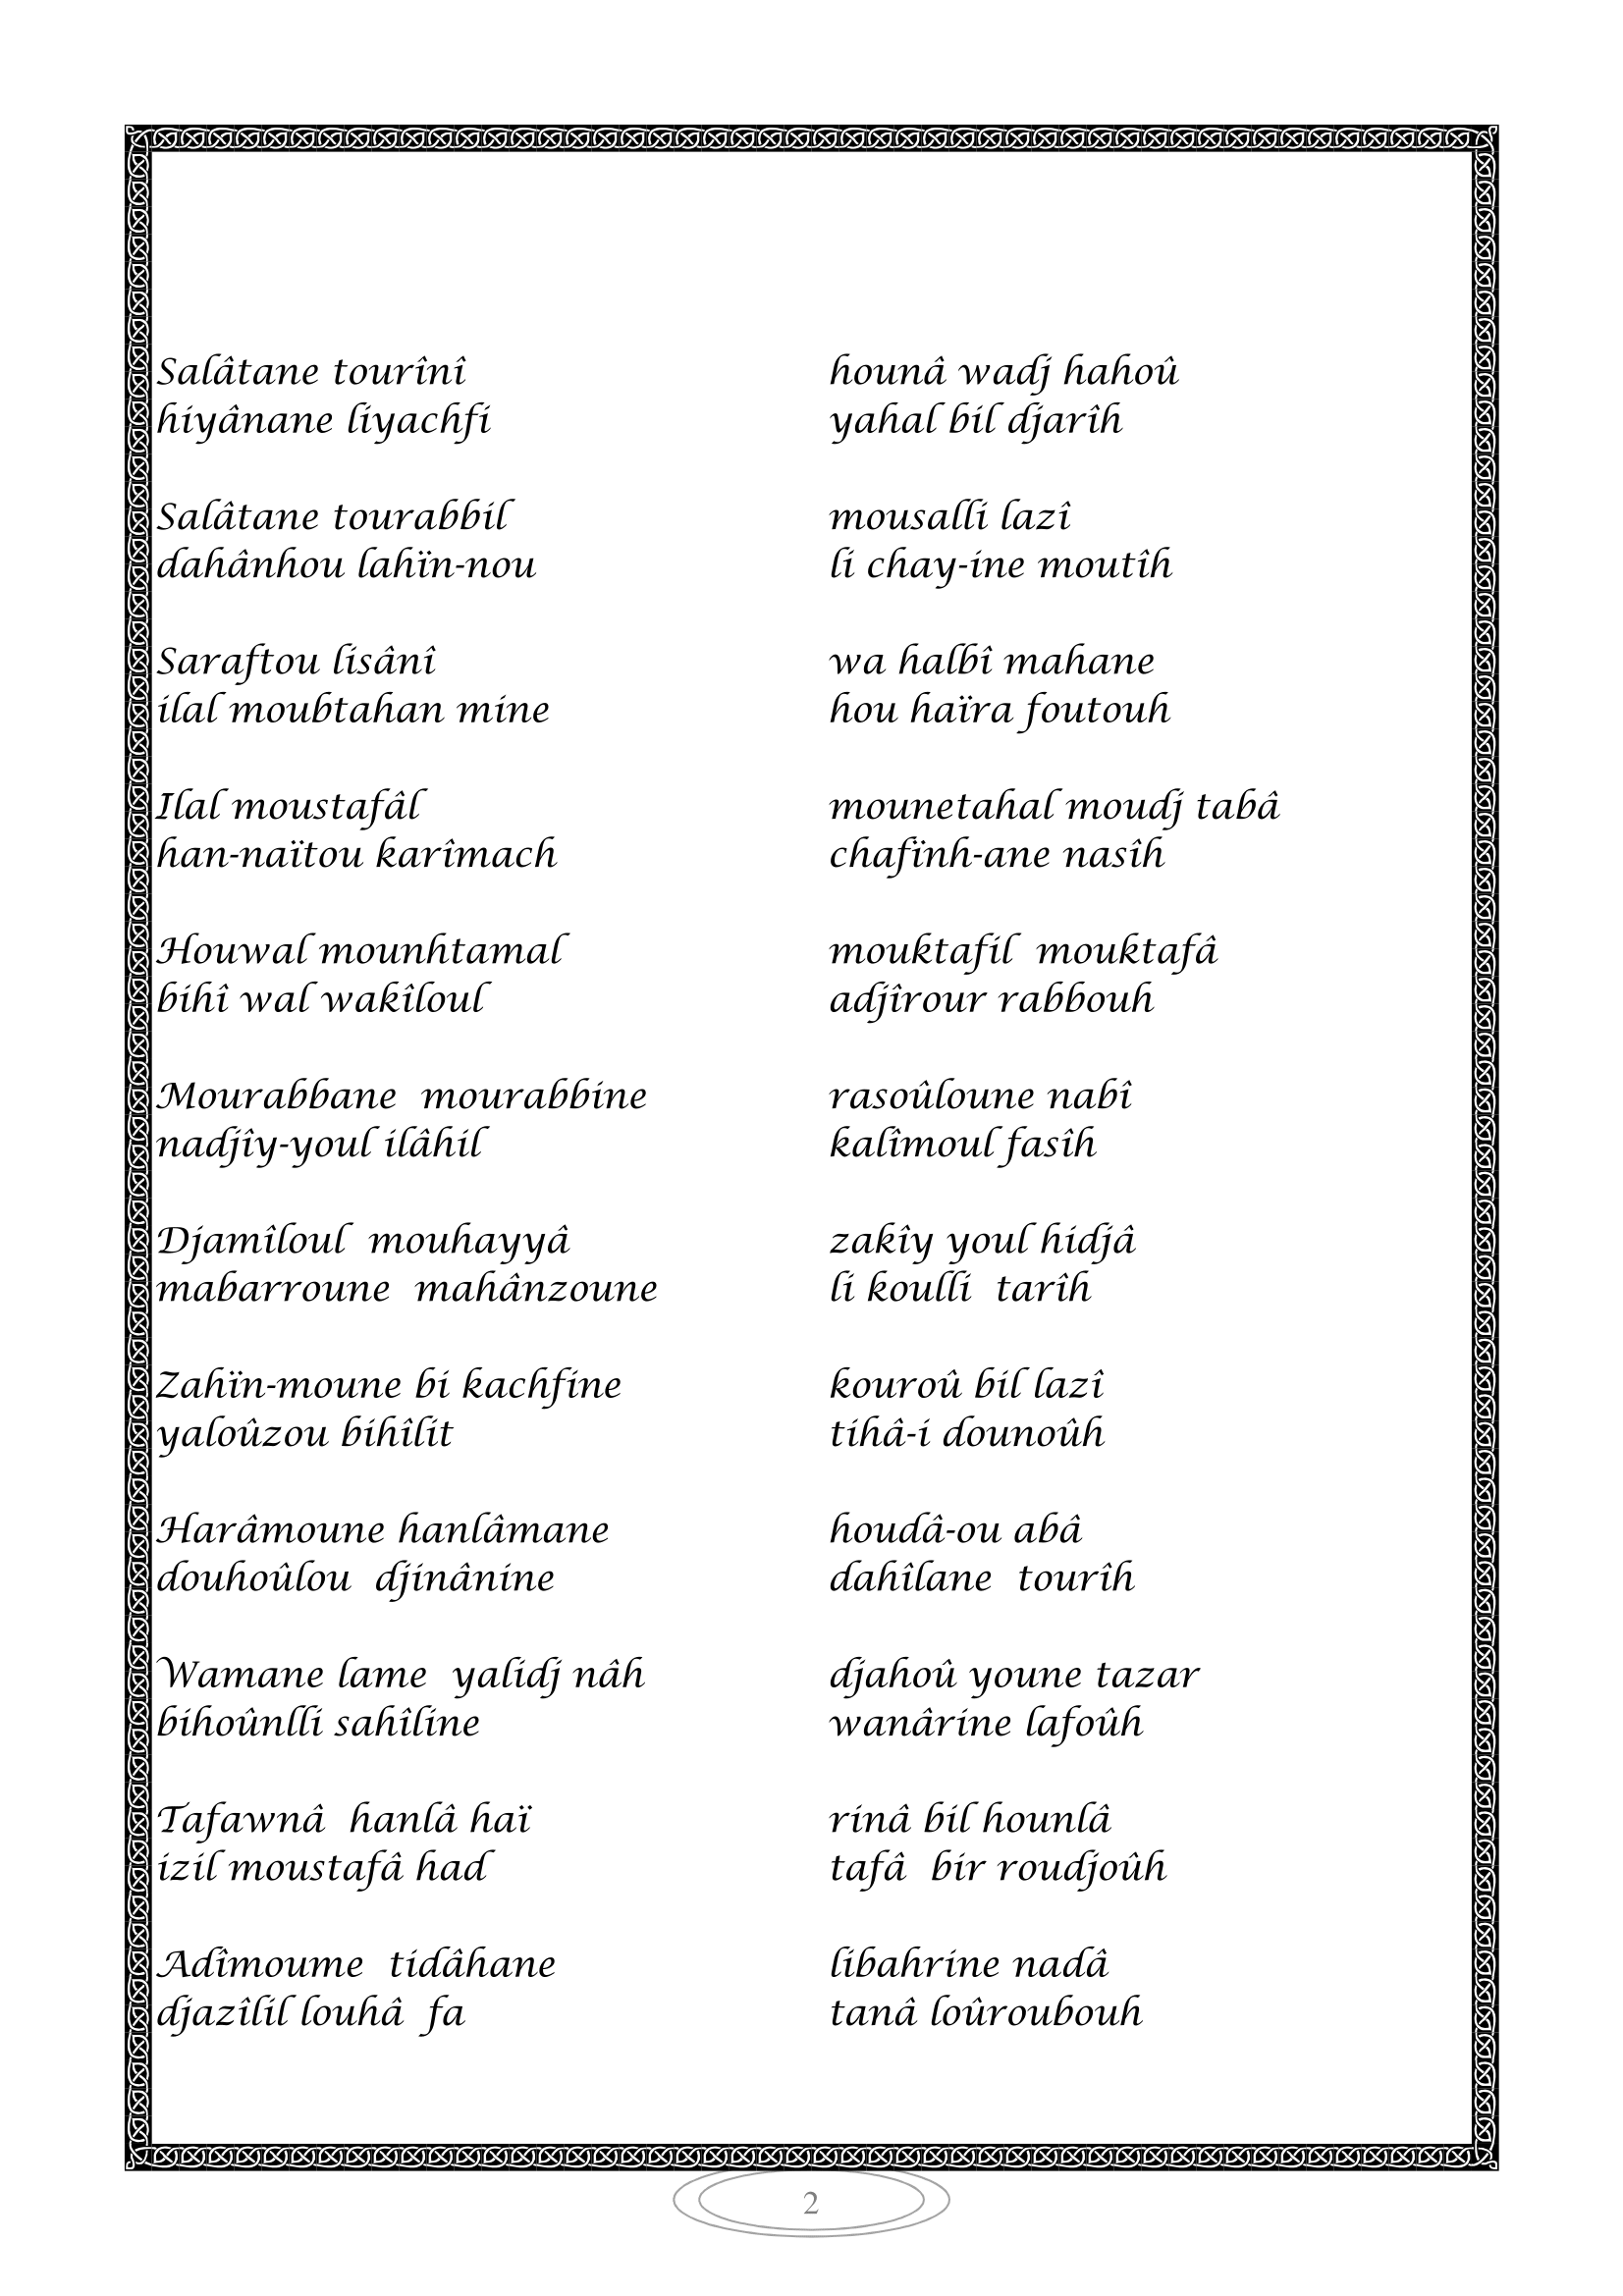 Salâtane tourînî hounâ wadj hahoû
hiyânane liyachfi yahal bil djarîh
Salâtane tourabbil mousalli lazî
dahânhou lahïn-nou li chay-ine moutîh
Saraftou lisânî wa halbî mahane
ilal moubtahan mine hou haïra foutouh
Ilal moustafâl mounetahal moudj tabâ
han-naïtou karîmach chafïnh-ane nasîh
Houwal mounhtamal mouktafil mouktafâ
bihî wal wakîloul adjîrour rabbouh
Mourabbane mourabbine rasoûloune nabî
nadjîy-youl ilâhil kalîmoul fasîh
Djamîloul mouhayyâ zakîy youl hidjâ
mabarroune mahânzoune li koulli tarîh
Zahïn-moune bi kachfine kouroû bil lazî
yaloûzou bihîlit tihâ-i dounoûh
Harâmoune hanlâmane houdâ-ou abâ
douhoûlou djinânine dahîlane tourîh
Wamane lame yalidj nâh djahoû youne tazar
bihoûnlli sahîline wanârine lafoûh
Tafawnâ hanlâ haï rinâ bil hounlâ
izil moustafâ had tafâ bir roudjoûh
Adîmoume tidâhane libahrine nadâ
djazîlil louhâ fa tanâ loûroubouh
2